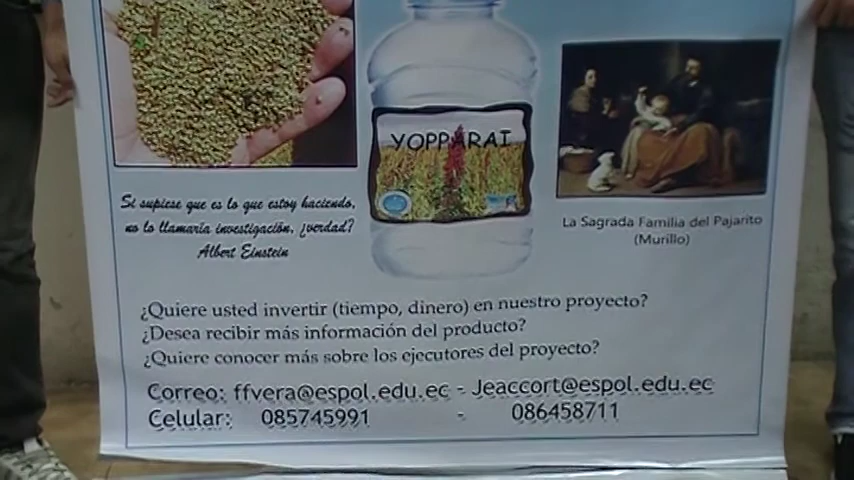 YOPPARAI
Si supiese que es lo que estoy haciendo,
no lo llamaría investigación, ¿verdad?
Albert Einstein
La Sagrada Familia del Pajarito
(Murillo)
¿Quiere usted invertir (tiempo, dinero) en nuestro proyecto?
¿Desea recibir más información del producto?
¿Quiere conocer más sobre los ejecutores del proyecto?
Correo: ffvera@espol.edu.ec - Jeaccort@espol.edu.ec
Celular: 085745991 - 086458711